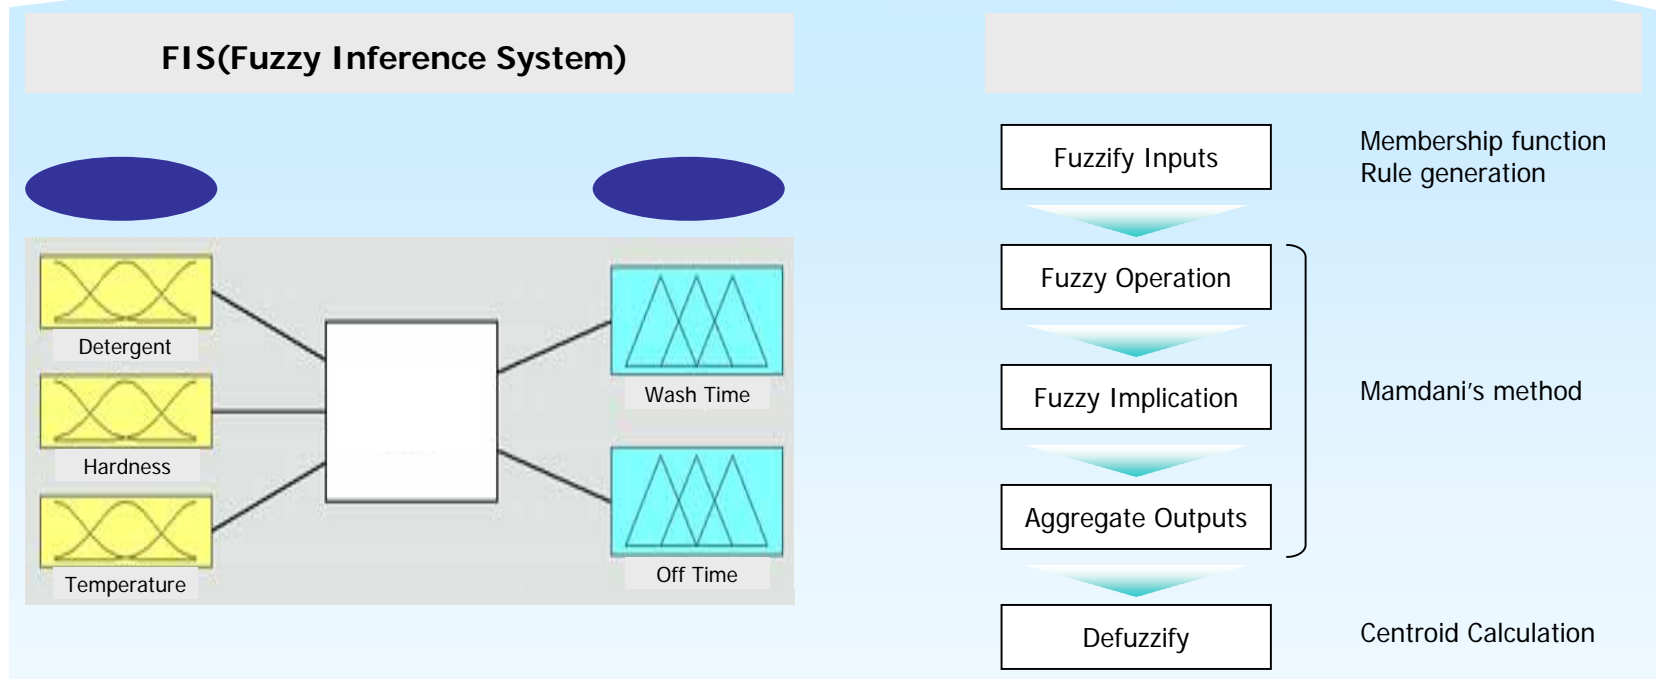 FIS(Fuzzy Inference System)
Detergent
Hardness
Temperature
Wash Time
Off Time
Fuzzify Inputs
Membership function
Rule generation
Fuzzy Operation
Fuzzy Implication
Mamdani's method
Aggregate Outputs
Defuzzify
Centroid Calculation